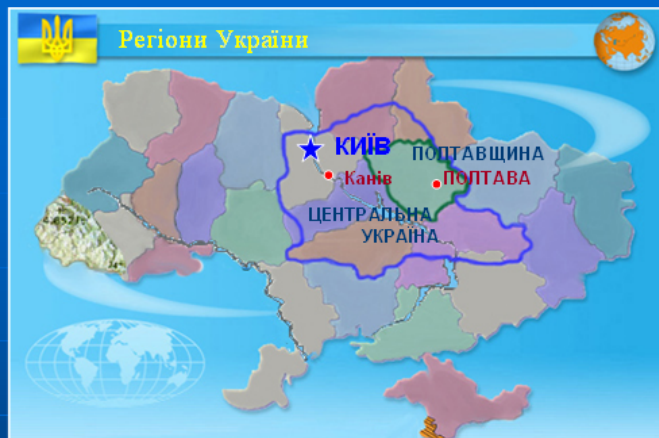 Регіони України
КИЇВ
ПОЛТАВЩИНА
Канів
ПОЛТАВА
ЦЕНТРАЛЬНА
УКРАЇНА